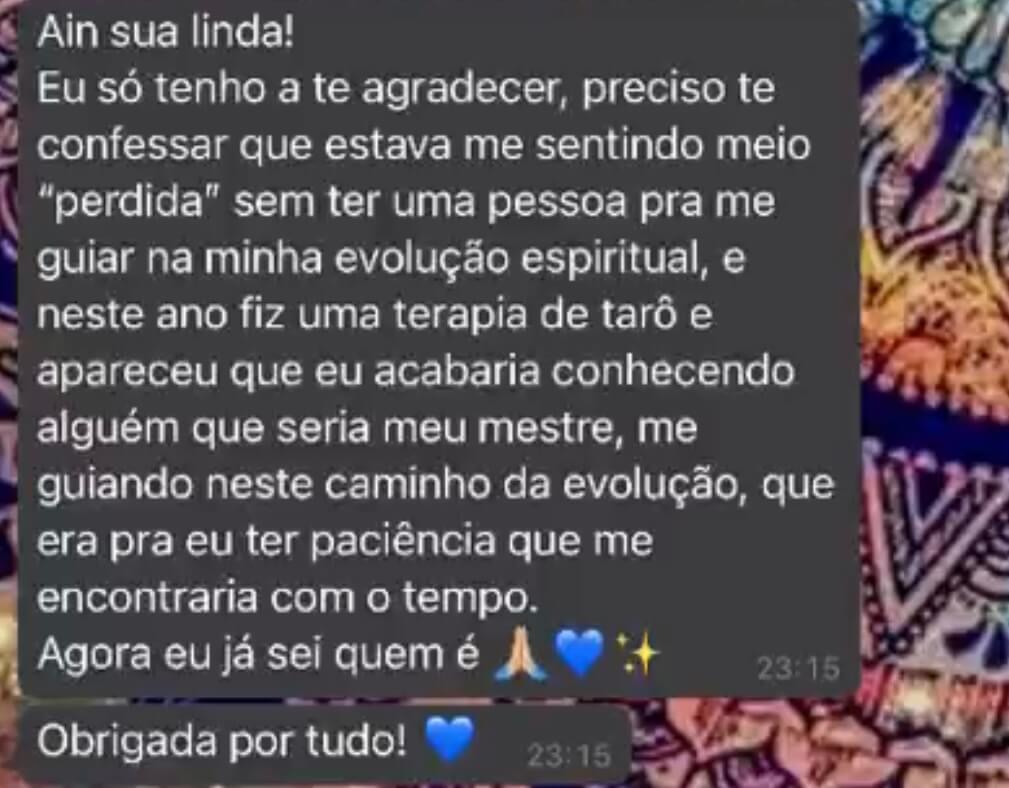 Ain sua linda!
Eu só tenho a te agradecer, preciso te
confessar que estava me sentindo meio
“perdida” sem ter uma pessoa pra me
guiar na minha evolução espiritual, e
neste ano fiz uma terapia de tarô e
apareceu que eu acabaria conhecendo
alguém que seria meu mestre, me
guiando neste caminho da evolução, que
era pra eu ter paciência que me
encontraria com o tempo.
Agora eu já sei quem é 🙏🏼💙✨ 23:15
Obrigada por tudo! 💙 23:15